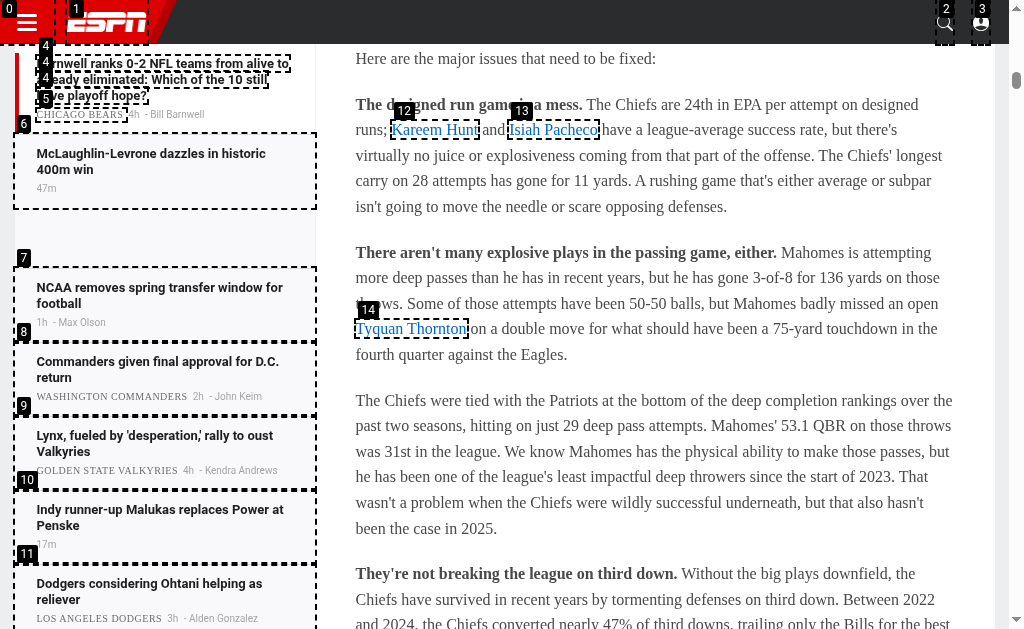 0
1
ESPN
2
3
4
4
4
rnwell ranks 0-2 NFL teams from alive to
eady eliminated: Which of the 10 still
ve playoff hope?
5
CHICAGO BEARS 4h - Bill Barnwell
6
McLaughlin-Levrone dazzles in historic
400m win
47m
7
NCAA removes spring transfer window for
football
1h - Max Olson
8
Commanders given final approval for D.C.
return
WASHINGTON COMMANDERS 2h - John Keim
9
Lynx, fueled by 'desperation,' rally to oust
Valkyries
GOLDEN STATE VALKYRIES 4h - Kendra Andrews
10
Indy runner-up Malukas replaces Power at
Penske
17m
11
Dodgers considering Ohtani helping as
reliever
LOS ANGELES DODGERS 3h - Alden Gonzalez
Here are the major issues that need to be fixed:
The designed run game is a mess. The Chiefs are 24th in EPA per attempt on designed
12
13
runs; Kareem Hunt and Isiah Pacheco have a league-average success rate, but there's
virtually no juice or explosiveness coming from that part of the offense. The Chiefs' longest
carry on 28 attempts has gone for 11 yards. A rushing game that's either average or subpar
isn't going to move the needle or scare opposing defenses.
There aren't many explosive plays in the passing game, either. Mahomes is attempting
more deep passes than he has in recent years, but he has gone 3-of-8 for 136 yards on those
throws. Some of those attempts have been 50-50 balls, but Mahomes badly missed an open
14
Tyquan Thornton on a double move for what should have been a 75-yard touchdown in the
fourth quarter against the Eagles.
The Chiefs were tied with the Patriots at the bottom of the deep completion rankings over the
past two seasons, hitting on just 29 deep pass attempts. Mahomes' 53.1 QBR on those throws
was 31st in the league. We know Mahomes has the physical ability to make those passes, but
he has been one of the league's least impactful deep throwers since the start of 2023. That
wasn't a problem when the Chiefs were wildly successful underneath, but that also hasn't
been the case in 2025.
They're not breaking the league on third down. Without the big plays downfield, the
Chiefs have survived in recent years by tormenting defenses on third down. Between 2022
and 2024, the Chiefs converted nearly 47% of third downs, trailing only the Bills for the best